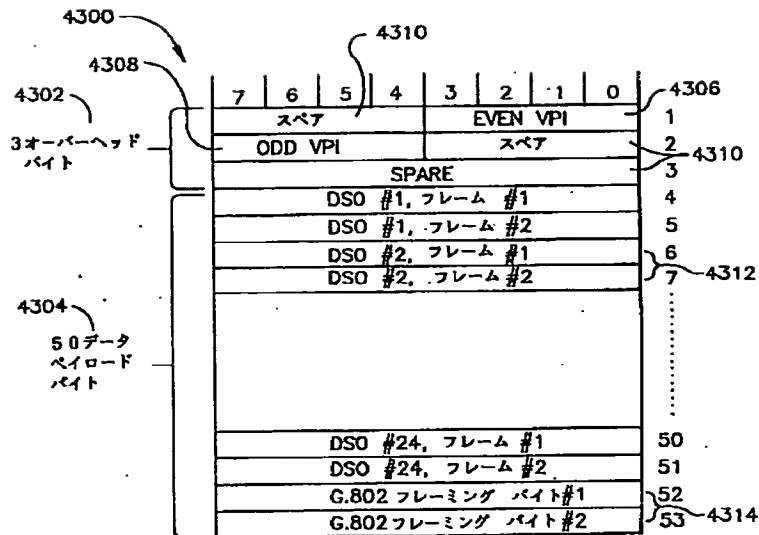 4300
4310
4308
7 6 5 4 3 2 1 0
4306
4302
スペア EVEN VPI 1
3オーバーヘッド
バイト
ODD VPI スペア 2
4310
SPARE 3
DSO #1, フレーム #1 4
DSO #1, フレーム #2 5
DSO #2, フレーム #1 6
DSO #2, フレーム #2 7
4312
4304
50データ
ペイロード
バイト
DSO #24, フレーム #1 50
DSO #24, フレーム #2 51
G.802 フレーミング バイト#1 52
G.802 フレーミング バイト#2 53
4314